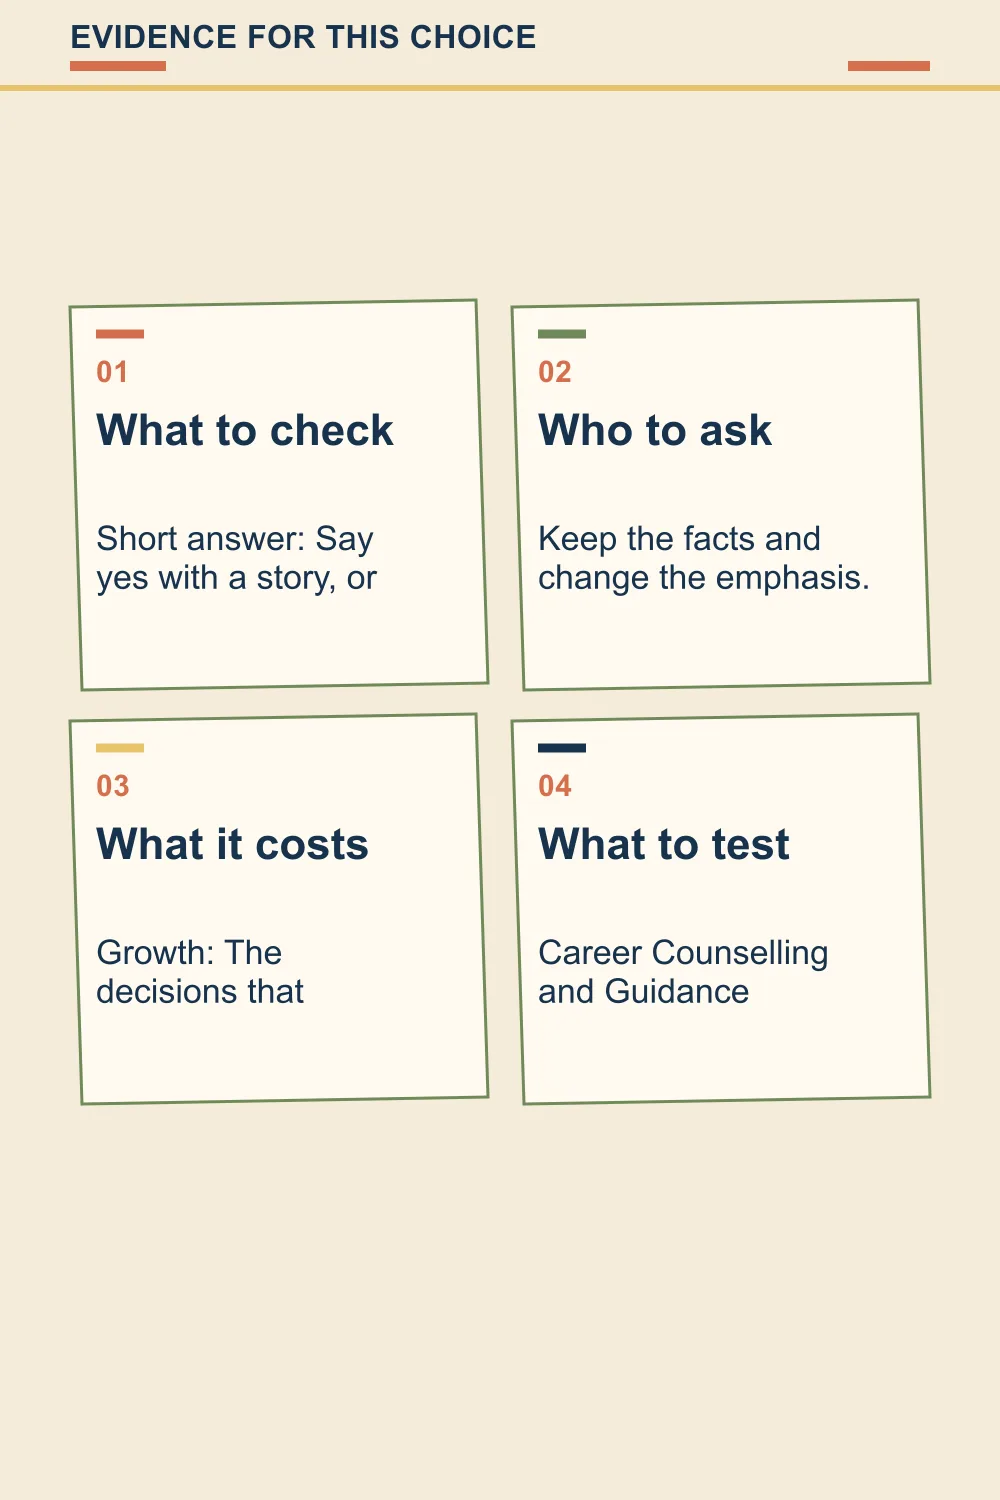 EVIDENCE FOR THIS CHOICE
01
What to check
Short answer: Say
yes with a story, or
02
Who to ask
Keep the facts and
change the emphasis.
03
What it costs
Growth: The
decisions that
04
What to test
Career Counselling
and Guidance